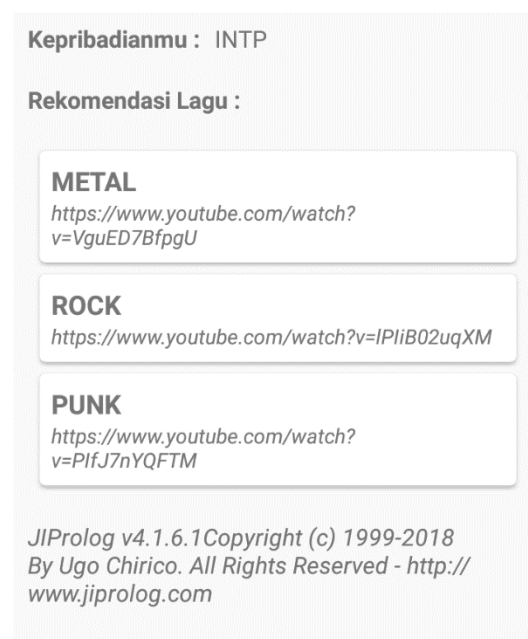 Kepribadianmu : INTP
Rekomendasi Lagu :
METAL
https://www.youtube.com/watch?
v=VguED7BfpgU
ROCK
https://www.youtube.com/watch?v=lPIiB02uqXM
PUNK
https://www.youtube.com/watch?
v=PIfJ7nYQFTM
JIProlog v4.1.6.1Copyright (c) 1999-2018
By Ugo Chirico. All Rights Reserved - http://
www.jiprolog.com